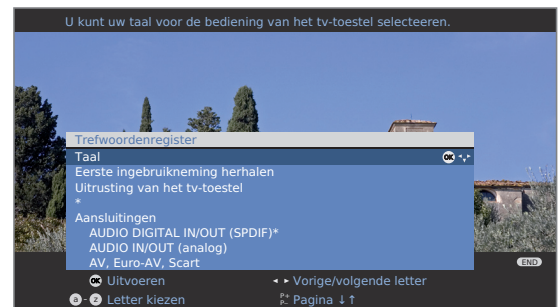 U kunt uw taal voor de bediening van het tv-toestel selecteeren.
Trefwoordenregister
Taal OK
Eerste ingebruikneming herhalen
Uitrusting van het tv-toestel
*
Aansluitingen
AUDIO DIGITAL IN/OUT (SPDIF)*
AUDIO IN/OUT (analog)
AV, Euro-AV, Scart
END
OK Uitvoeren ◂ ▸ Vorige/volgende letter
a - z Letter kiezen P+ P– Pagina ↓↑